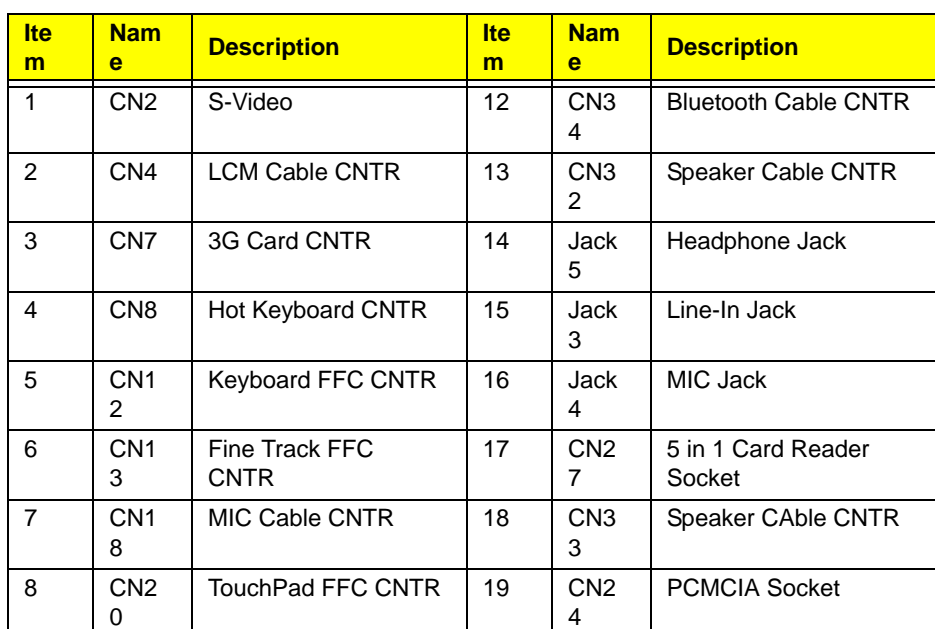 Ite
m Nam
e Description Ite
m Nam
e Description
1 CN2 S-Video 12 CN3
4 Bluetooth Cable CNTR
2 CN4 LCM Cable CNTR 13 CN3
2 Speaker Cable CNTR
3 CN7 3G Card CNTR 14 Jack
5 Headphone Jack
4 CN8 Hot Keyboard CNTR 15 Jack
3 Line-In Jack
5 CN1
2 Keyboard FFC CNTR 16 Jack
4 MIC Jack
6 CN1
3 Fine Track FFC
CNTR 17 CN2
7 5 in 1 Card Reader
Socket
7 CN1
8 MIC Cable CNTR 18 CN3
3 Speaker CAble CNTR
8 CN2
0 TouchPad FFC CNTR 19 CN2
4 PCMCIA Socket